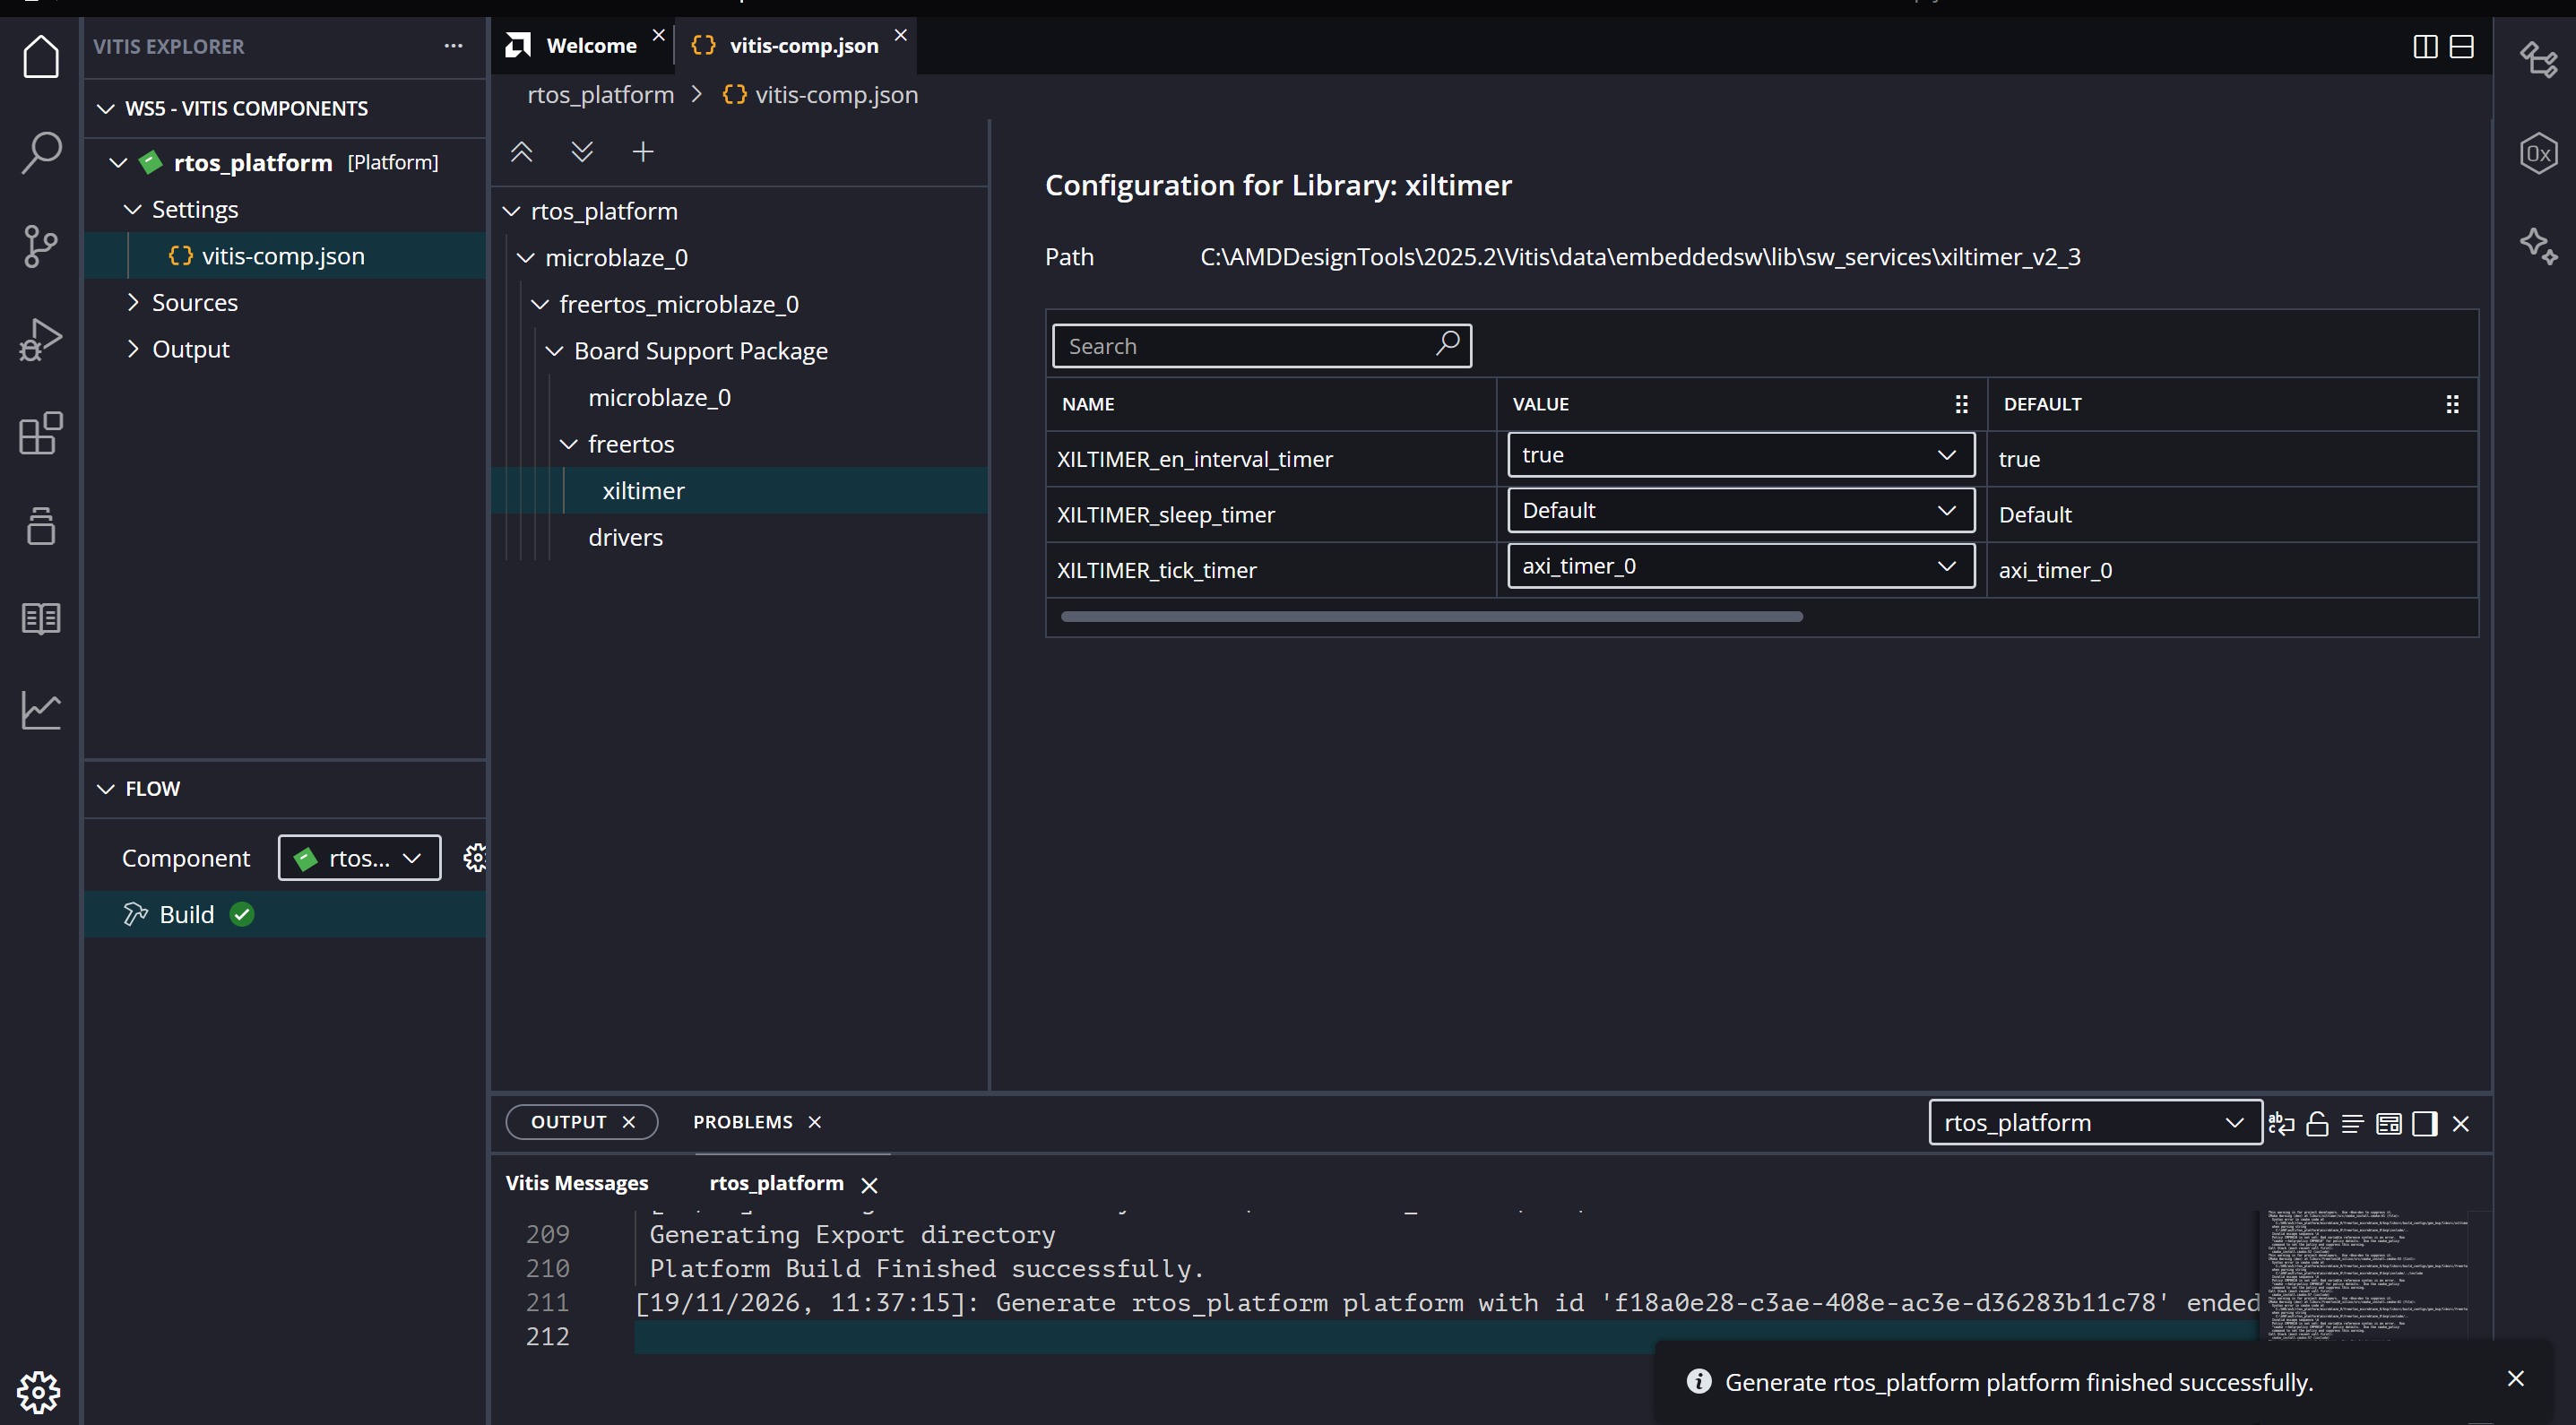 VITIS EXPLORER
WS5 - VITIS COMPONENTS
rtos_platform [Platform]
Settings
vitis-comp.json
Sources
Output
FLOW
Component rtos...
Build
Welcome
vitis-comp.json
rtos_platform > vitis-comp.json
rtos_platform
microblaze_0
freertos_microblaze_0
Board Support Package
microblaze_0
freertos
xiltimer
drivers
Configuration for Library: xiltimer
Path C:\AMDDesignTools\2025.2\Vitis\data\embeddedsw\lib\sw_services\xiltimer_v2_3
Search
NAME VALUE DEFAULT
XILTIMER_en_interval_timer true true
XILTIMER_sleep_timer Default Default
XILTIMER_tick_timer axi_timer_0 axi_timer_0
OUTPUT PROBLEMS rtos_platform
Vitis Messages rtos_platform
209 Generating Export directory
210 Platform Build Finished successfully.
211 [19/11/2026, 11:37:15]: Generate rtos_platform platform with id 'f18a0e28-c3ae-408e-ac3e-d36283b11c78' ended
212
Generate rtos_platform platform finished successfully.
0x